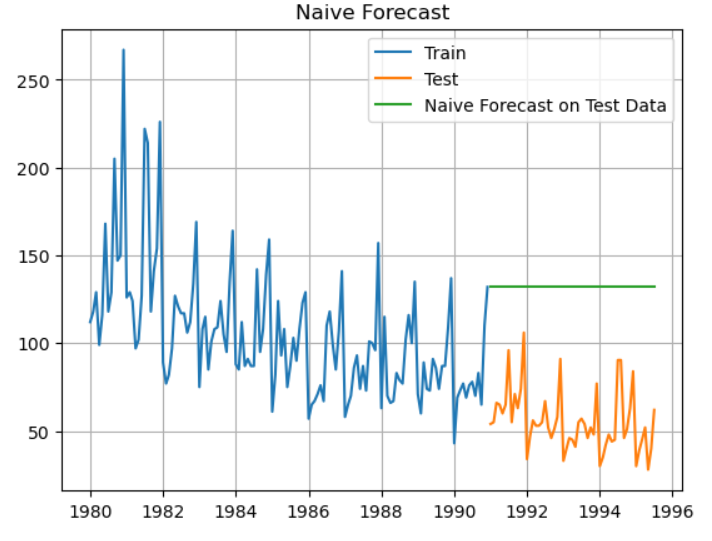 Naive Forecast
Train
Test
Naive Forecast on Test Data
250
200
150
100
50
1980 1982 1984 1986 1988 1990 1992 1994 1996